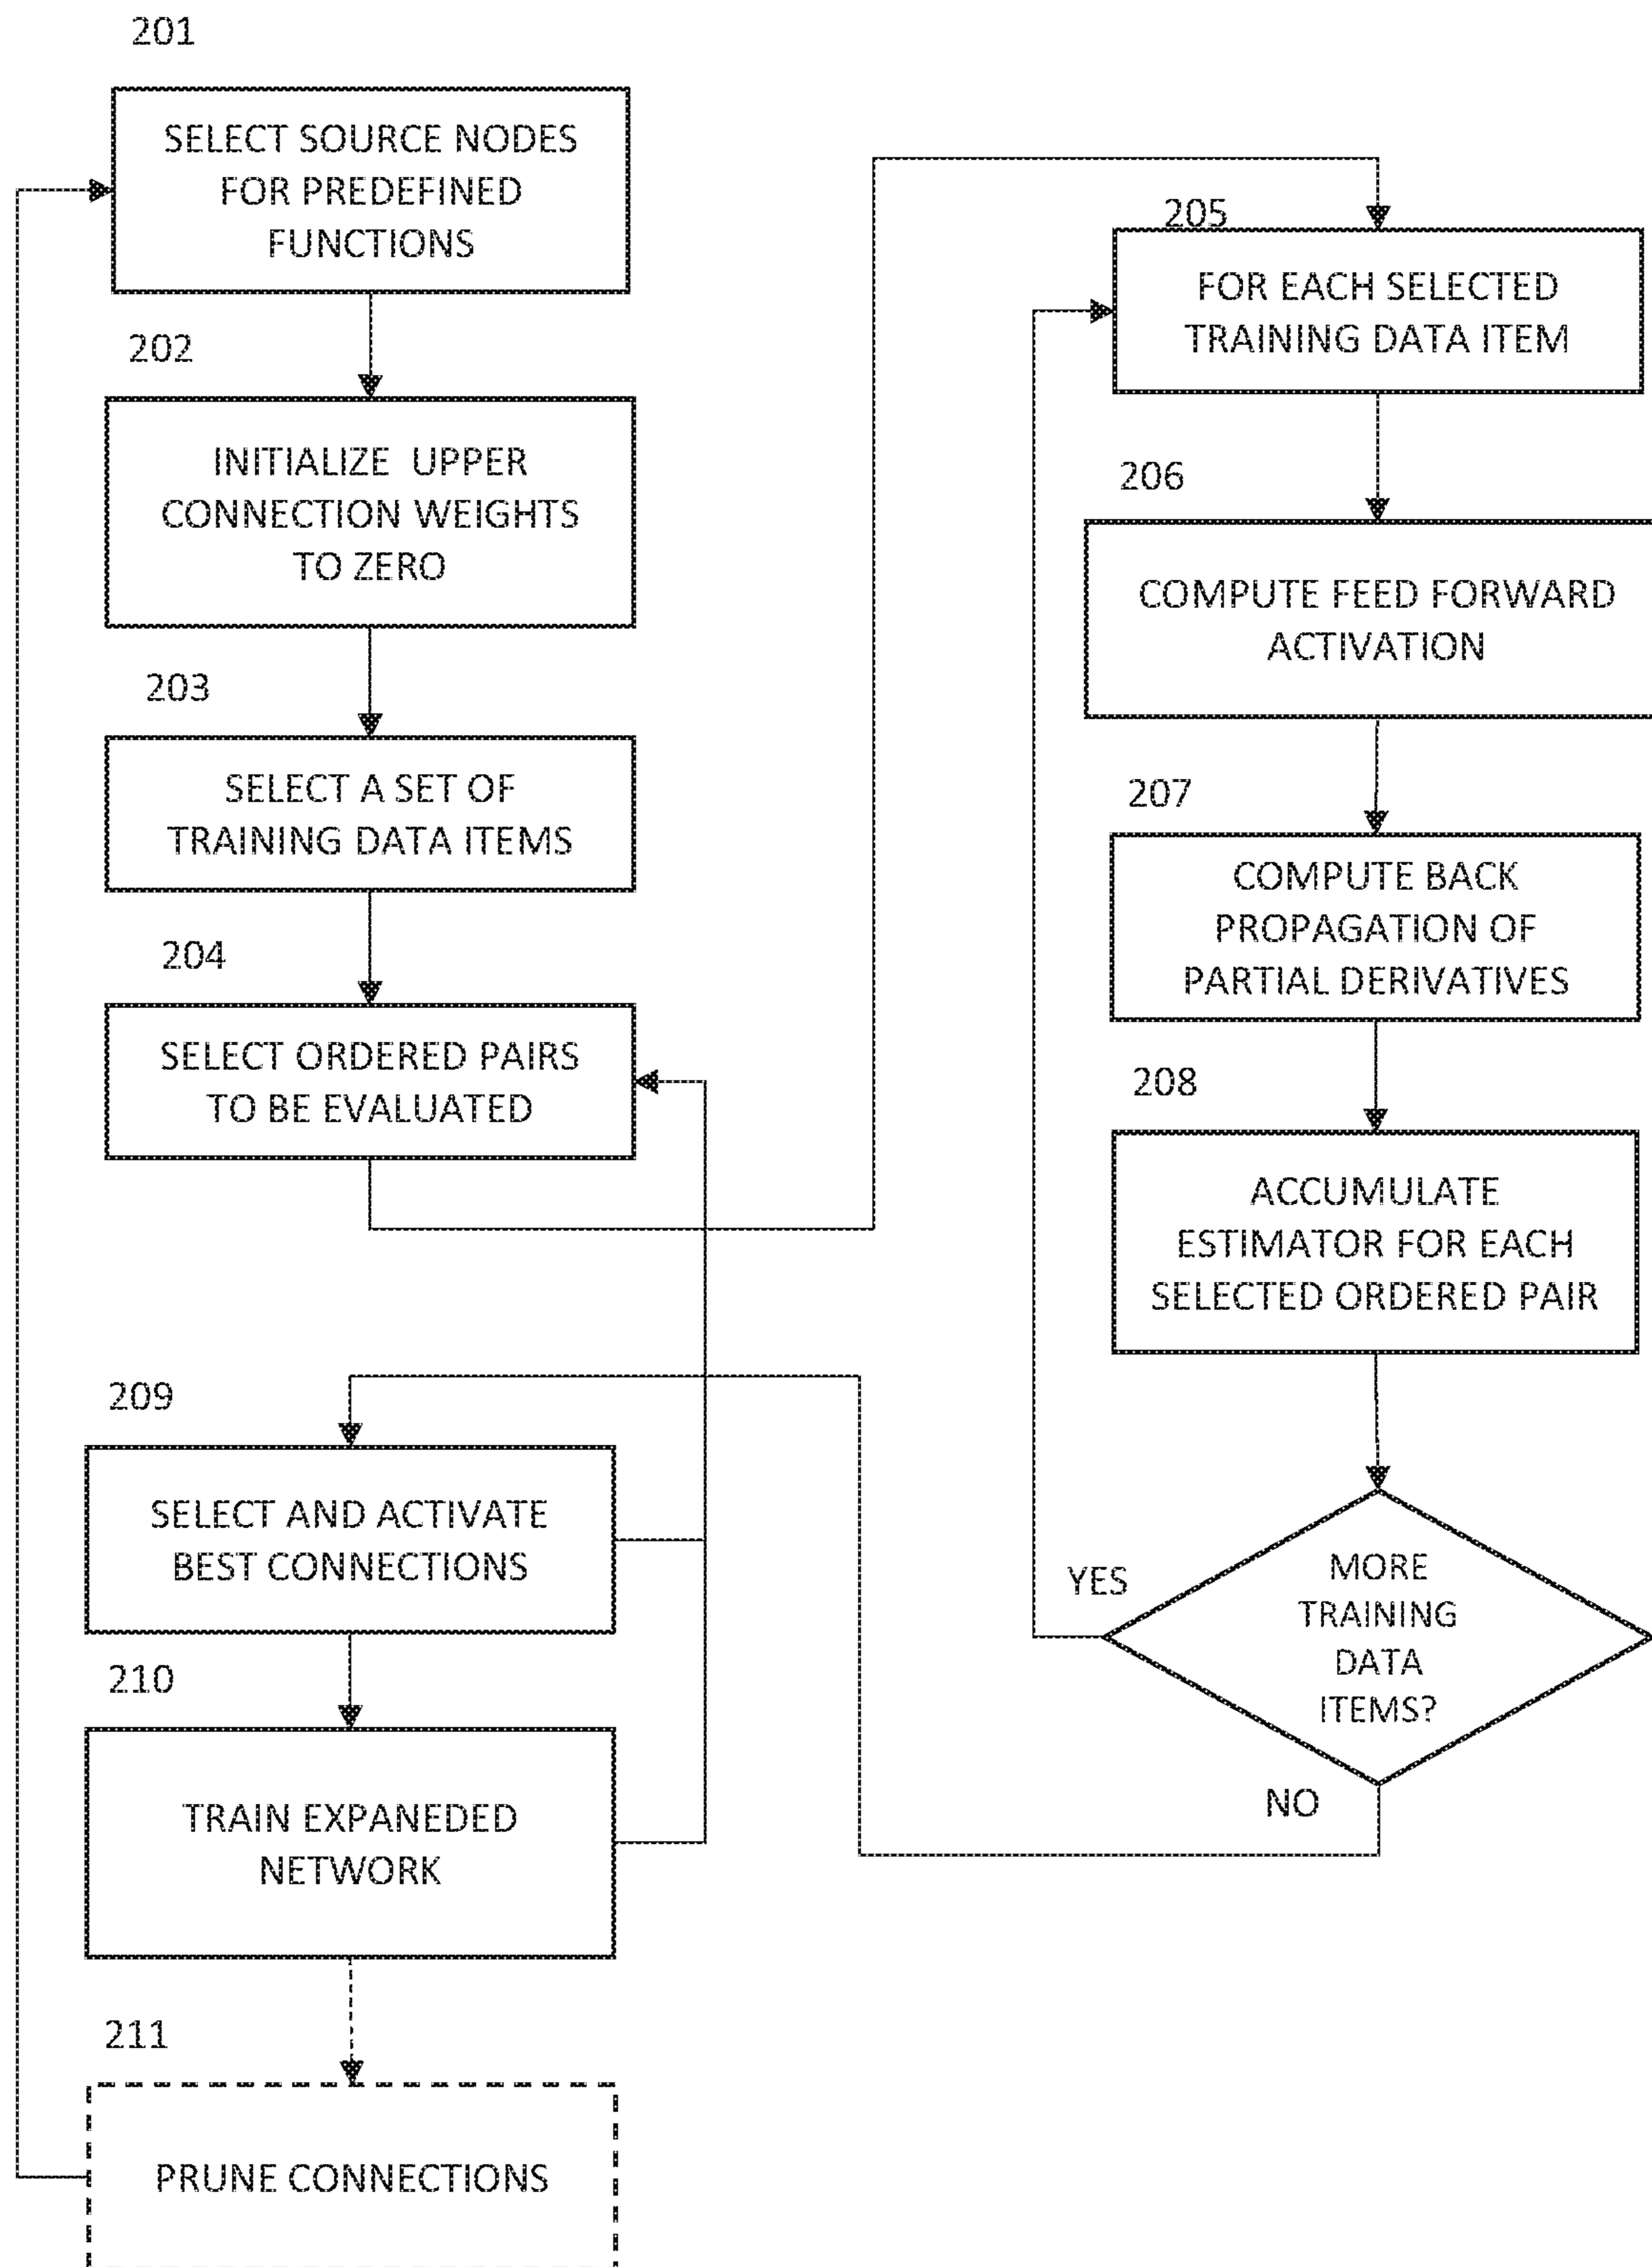 201
SELECT SOURCE NODES
FOR PREDEFINED
FUNCTIONS
202
INITIALIZE UPPER
CONNECTION WEIGHTS
TO ZERO
203
SELECT A SET OF
TRAINING DATA ITEMS
204
SELECT ORDERED PAIRS
TO BE EVALUATED
205
FOR EACH SELECTED
TRAINING DATA ITEM
206
COMPUTE FEED FORWARD
ACTIVATION
207
COMPUTE BACK
PROPAGATION OF
PARTIAL DERIVATIVES
208
ACCUMULATE
ESTIMATOR FOR EACH
SELECTED ORDERED PAIR
YES
MORE
TRAINING
DATA
ITEMS?
NO
209
SELECT AND ACTIVATE
BEST CONNECTIONS
210
TRAIN EXPANEDED
NETWORK
211
PRUNE CONNECTIONS